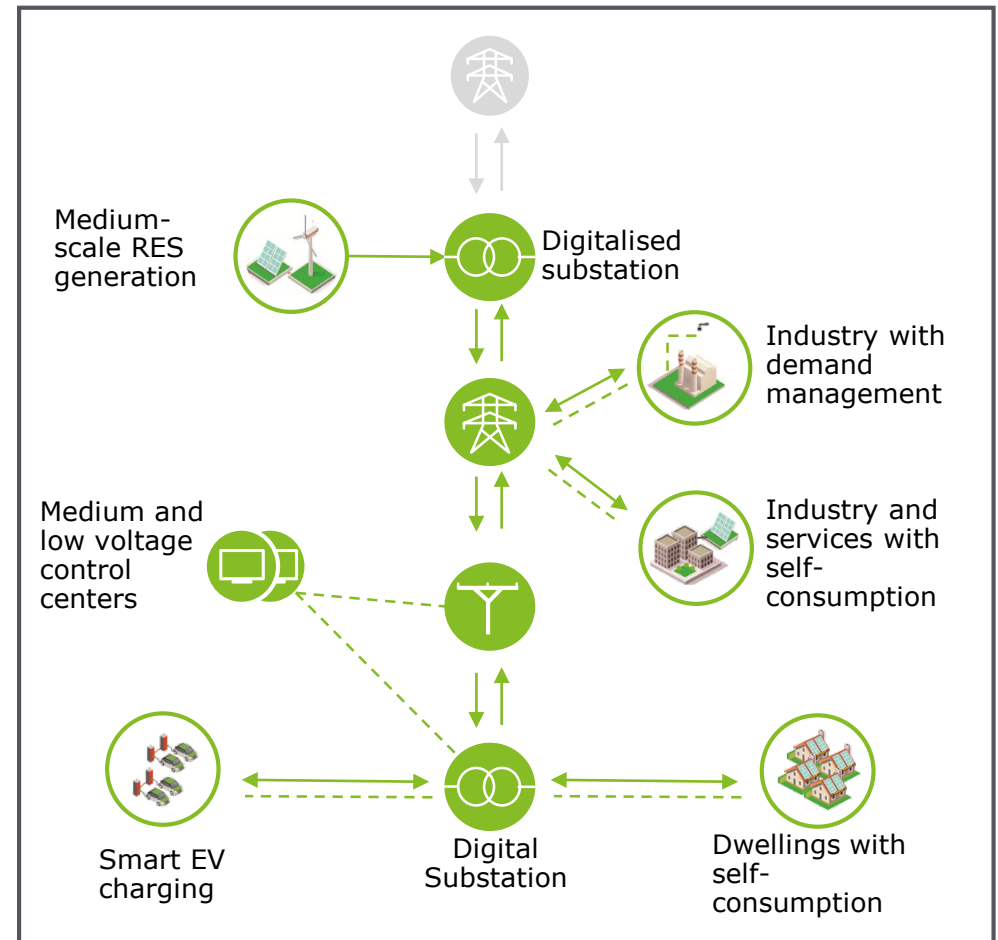 Medium-
scale RES
generation
Digitalised
substation
Industry with
demand
management
Medium and
low voltage
control
centers
Industry and
services with
self-
consumption
Smart EV
charging
Digital
Substation
Dwellings with
self-
consumption